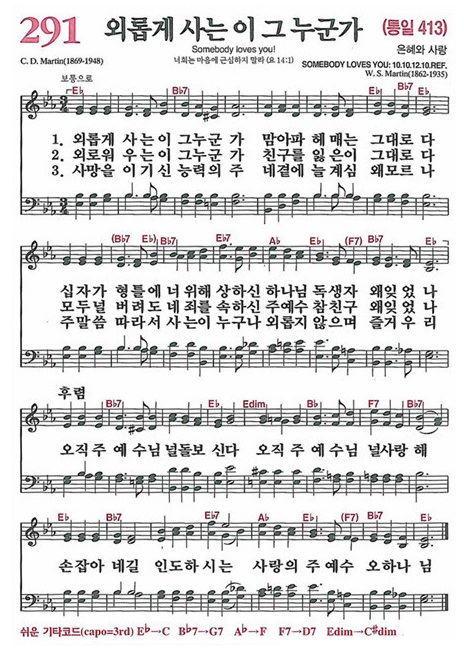 291 외롭게 사는 이 그 누군가 (통일 413)
Somebody loves you!
은혜와 사랑
C. D. Martin(1869-1948)
너희는 마음에 근심하지 말라 (요 14:1)
SOMEBODY LOVES YOU: 10.10.12.10.REF.
W. S. Martin(1862-1935)
보통으로
E♭ B♭7 E♭ B♭7
1. 외롭게 사는이 그누군 가 맘아파 헤매는 그대로 다
2. 외로워 우는이 그누군 가 친구를 잃은이 그대로 다
3. 사망을 이기신 능력의 주 네곁에 늘계심 왜모르 나
(B♭7 E♭) B♭7 E♭7 A♭ E♭ (F7) B♭7 E♭
십자가 형틀에 너위해 상하신 하나님 독생자 왜잊었 나
모두널 버려도 네죄를 속하신 주예수 참친구 왜잊었 나
주말씀 따라서 사는이 누구나 외롭지않으며 즐거우 리
후렴
E♭ B♭7 E♭ Edim B♭ F7 B♭7
오직주 예수님 널돌보 신다 오직주 예수님 널사랑 해
E♭ B♭7 E♭7 A♭ E♭ (F7) B♭7 E♭
손잡아 네길 인도하시 는 사랑의 주예수 오하나 님
쉬운 기타코드(capo=3rd) E♭→C B♭7→G7 A♭→F F7→D7 Edim→C#dim